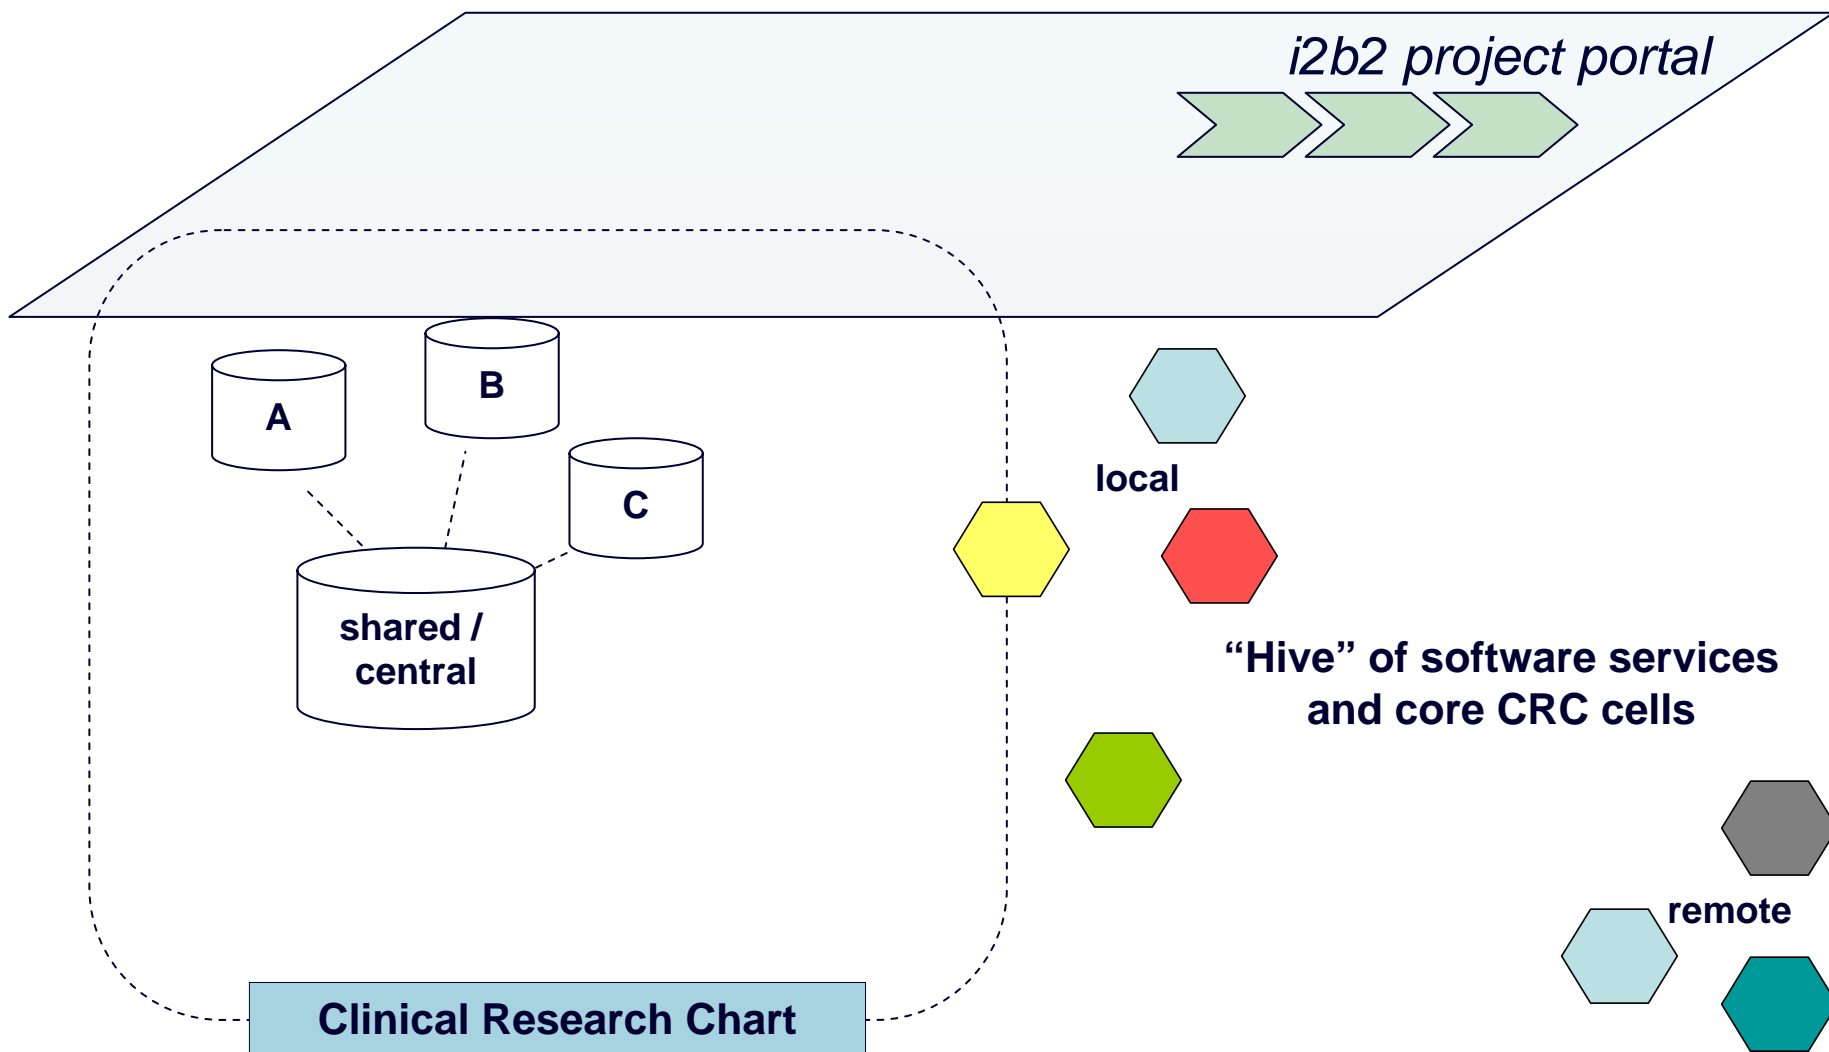 i2b2 project portal
A
B
C
shared /
central
local
“Hive” of software services
and core CRC cells
remote
Clinical Research Chart